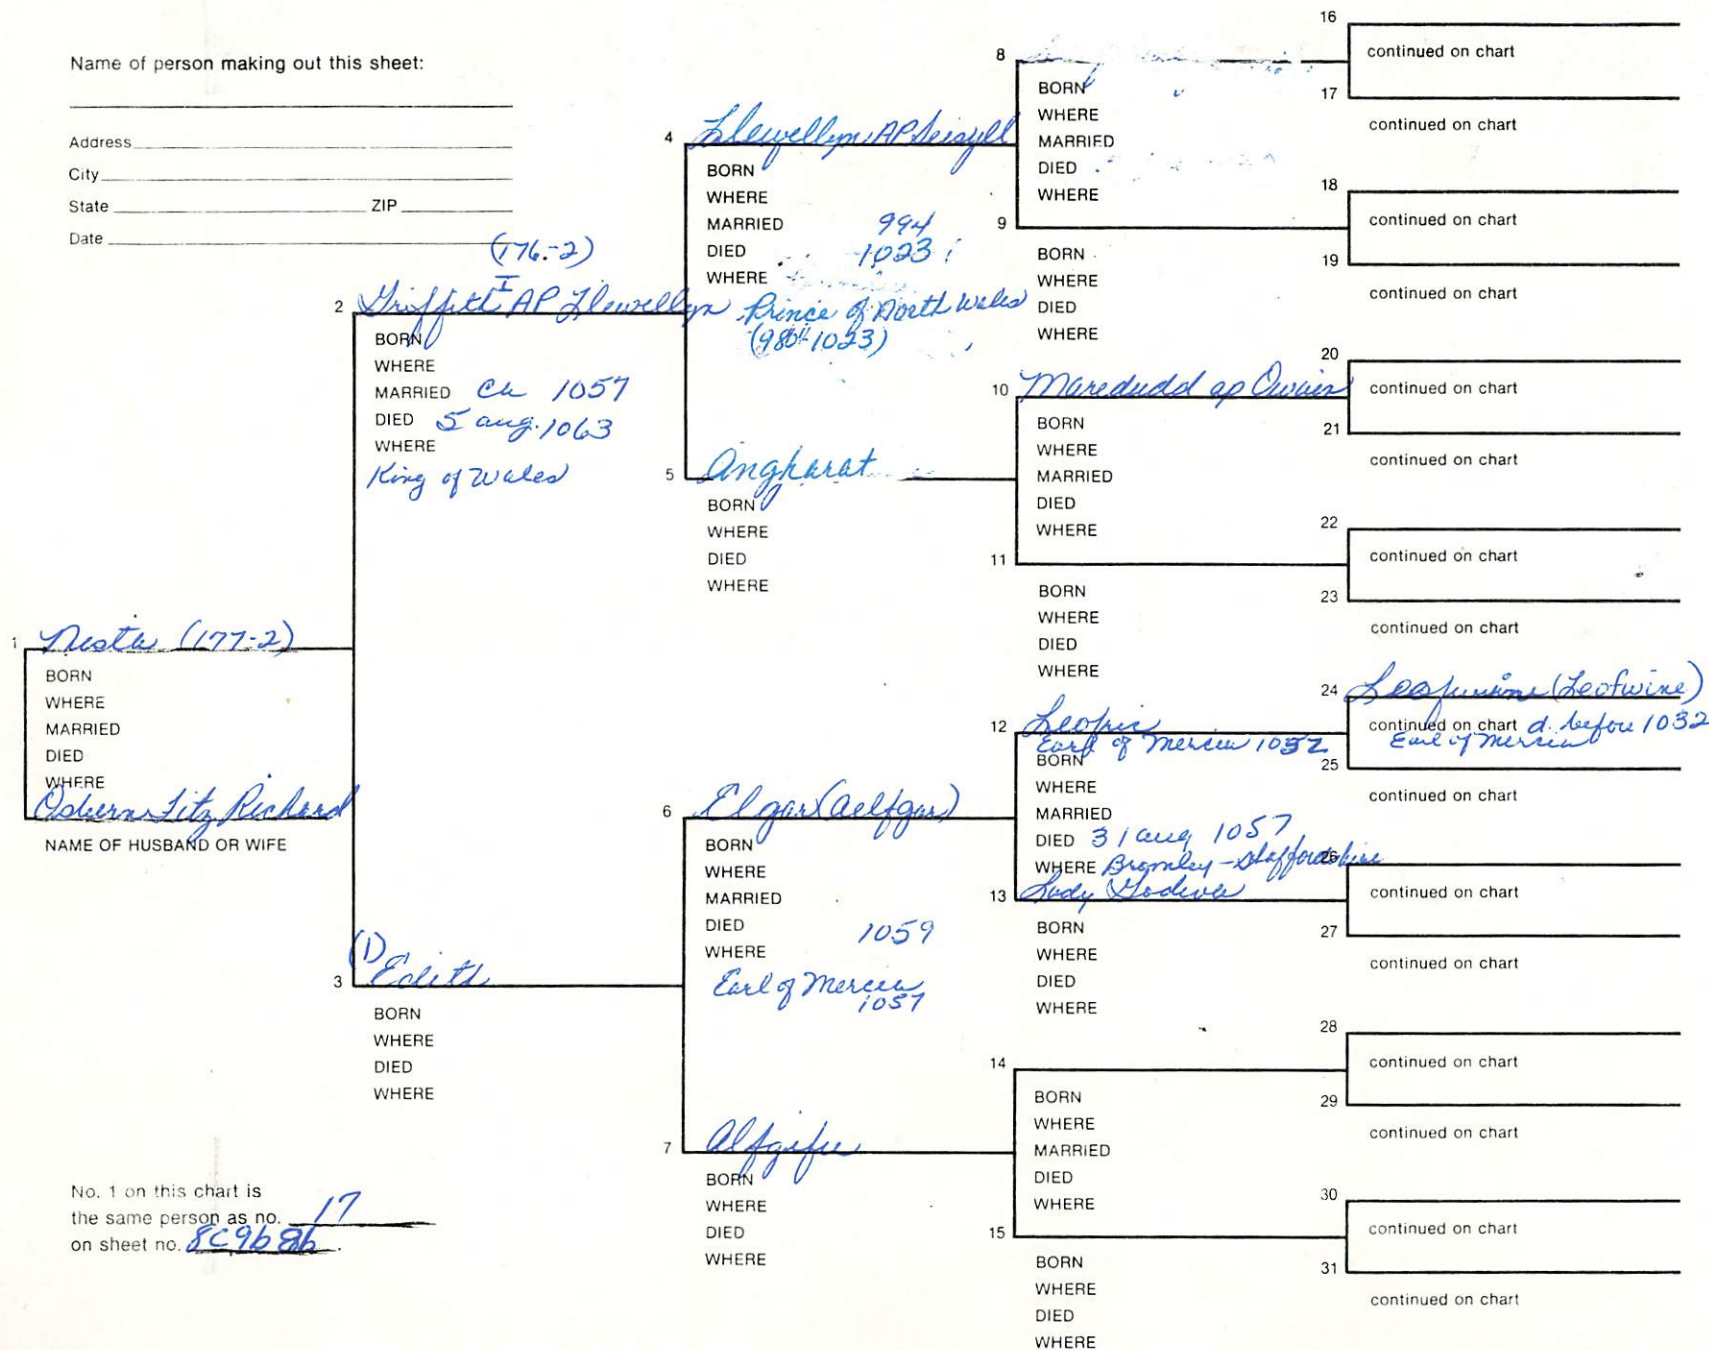 Name of person making out this sheet:
Address
City
State ZIP
Date
1 Nesta (177-2)
BORN
WHERE
MARRIED
DIED
WHERE
Osbern Fitz Richard
NAME OF HUSBAND OR WIFE
(176-2)
2 Griffith I AP Llewellyn
BORN
WHERE
MARRIED Ca 1057
DIED 5 aug. 1063
WHERE
King of Wales
(1)
3 Edith
BORN
WHERE
DIED
WHERE
4 Llewellyn AP Seisyll
BORN
WHERE
MARRIED 994
DIED 1023
WHERE
Prince of North Wales
(980-1023)
5 Angharat
BORN
WHERE
DIED
WHERE
6 Elgar (Aelfgar)
BORN
WHERE
MARRIED
DIED 1059
WHERE
Earl of Mercia
1057
7 Alfgifu
BORN
WHERE
DIED
WHERE
8
BORN
WHERE
MARRIED
DIED
WHERE
9
BORN
WHERE
DIED
WHERE
10 Maredudd ap Owain
BORN
WHERE
MARRIED
DIED
WHERE
11
BORN
WHERE
DIED
WHERE
12 Leofric
Earl of Mercia 1032
BORN
WHERE
MARRIED
DIED 31 aug 1057
WHERE Bromley - Staffordshire
13 Lady Godiva
BORN
WHERE
DIED
WHERE
14
BORN
WHERE
MARRIED
DIED
WHERE
15
BORN
WHERE
DIED
WHERE
16
continued on chart
17
continued on chart
18
continued on chart
19
continued on chart
20
continued on chart
21
continued on chart
22
continued on chart
23
continued on chart
24 (Leofwine)
continued on chart d. before 1032
Earl of Mercia
25
continued on chart
26
continued on chart
27
continued on chart
28
continued on chart
29
continued on chart
30
continued on chart
31
continued on chart
No. 1 on this chart is
the same person as no. 17
on sheet no. 8C9b8b.